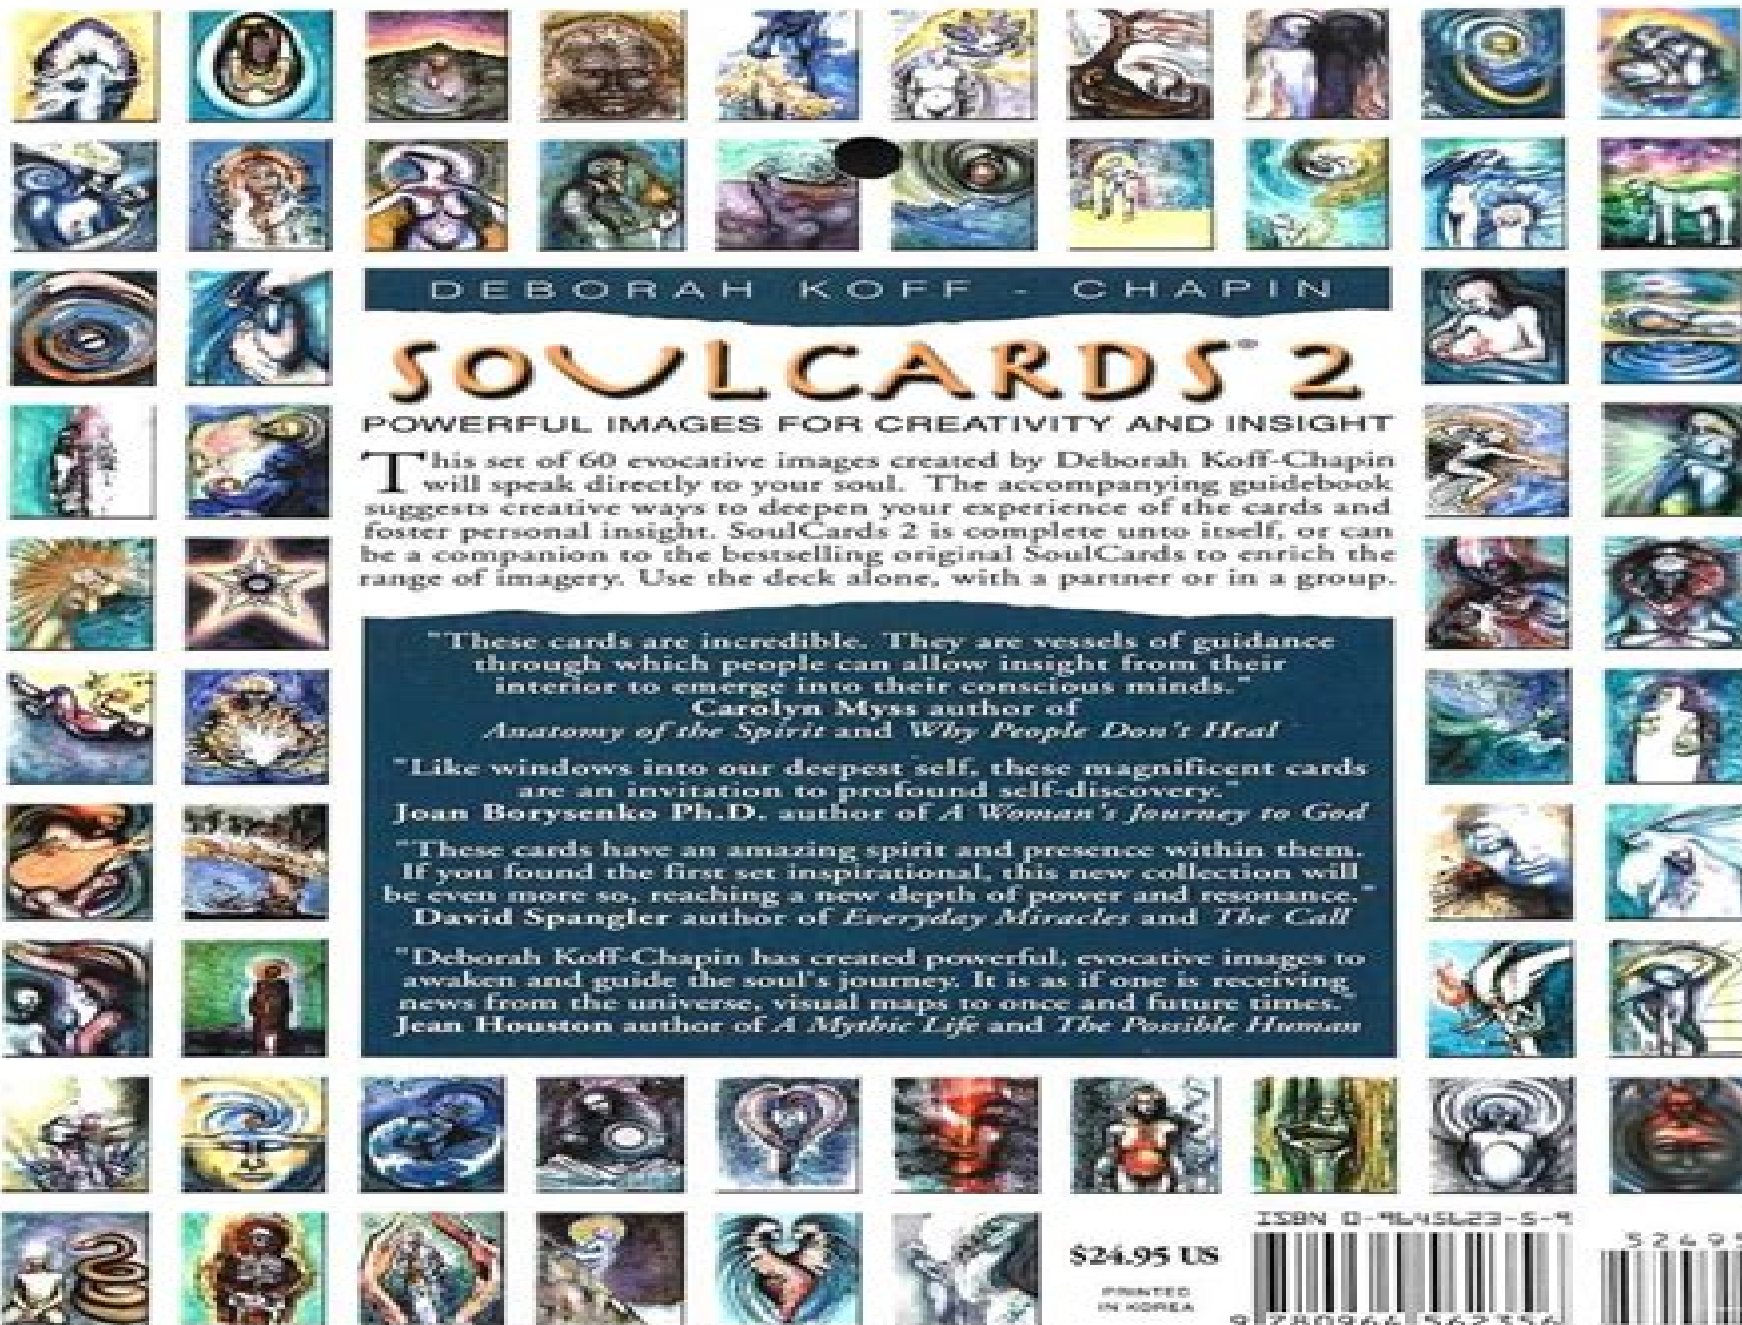 DEBORAH KOFF - CHAPIN
SOULCARDS® 2
POWERFUL IMAGES FOR CREATIVITY AND INSIGHT
This set of 60 evocative images created by Deborah Koff-Chapin
will speak directly to your soul. The accompanying guidebook
suggests creative ways to deepen your experience of the cards and
foster personal insight. SoulCards 2 is complete unto itself, or can
be a companion to the bestselling original SoulCards to enrich the
range of imagery. Use the deck alone, with a partner or in a group.
"These cards are incredible. They are vessels of guidance
through which people can allow insight from their
interior to emerge into their conscious minds."
Carolyn Myss author of
Anatomy of the Spirit and Why People Don't Heal
"Like windows into our deepest self, these magnificent cards
are an invitation to profound self-discovery."
Joan Borysenko Ph.D. author of A Woman's Journey to God
"These cards have an amazing spirit and presence within them.
If you found the first set inspirational, this new collection will
be even more so, reaching a new depth of power and resonance."
David Spangler author of Everyday Miracles and The Call
"Deborah Koff-Chapin has created powerful, evocative images to
awaken and guide the soul's journey. It is as if one is receiving
news from the universe, visual maps to once and future times."
Jean Houston author of A Mythic Life and The Possible Human
ISBN 0-9645623-5-9
$24.95 US
5249
PRINTED
IN KOREA
9 780964 562356